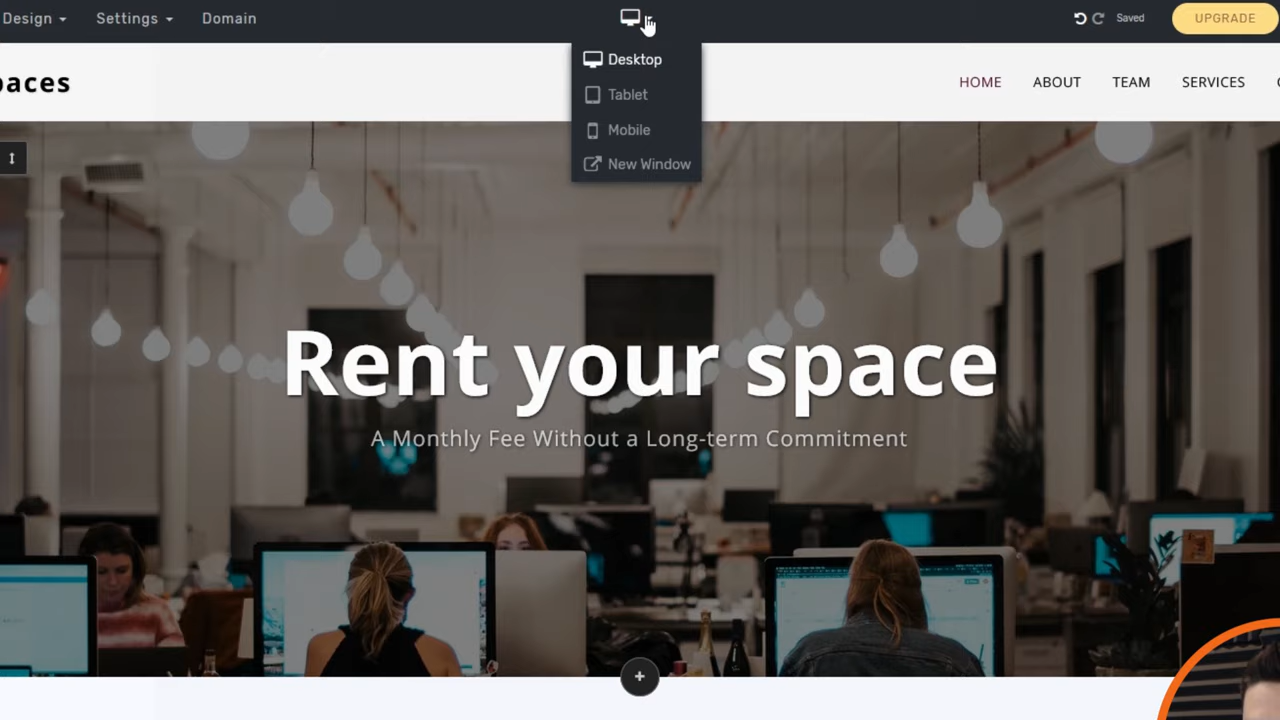 Design
Settings
Domain
Saved
UPGRADE
Desktop
Tablet
Mobile
New Window
paces
HOME
ABOUT
TEAM
SERVICES
Rent your space
A Monthly Fee Without a Long-term Commitment